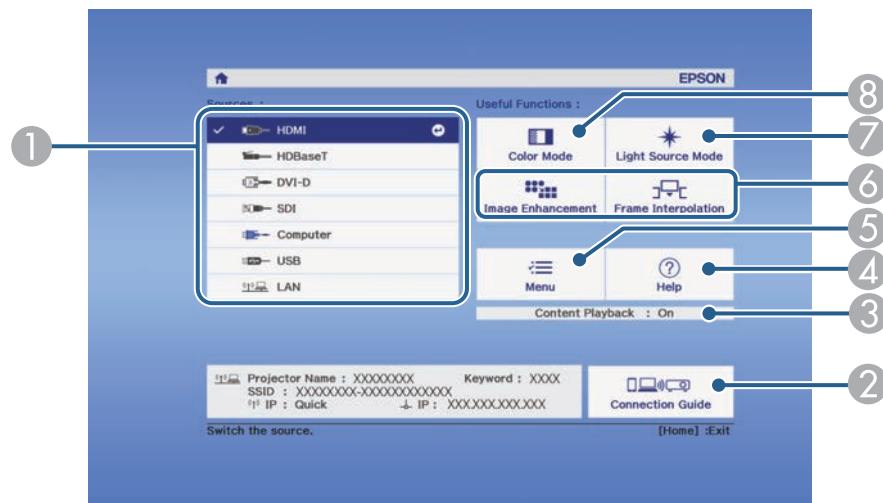 EPSON
Sources :
Useful Functions :
1
HDMI
HDBaseT
DVI-D
SDI
Computer
USB
LAN
Color Mode
Light Source Mode
8
7
Image Enhancement
Frame Interpolation
6
5
Menu
Help
4
Content Playback : On
3
Projector Name : XXXXXXXX Keyword : XXXX
SSID : XXXXXXXX-XXXXXXXXXXXX
IP : Quick IP : XXX.XXX.XXX.XXX
Connection Guide
2
Switch the source.
[Home] :Exit